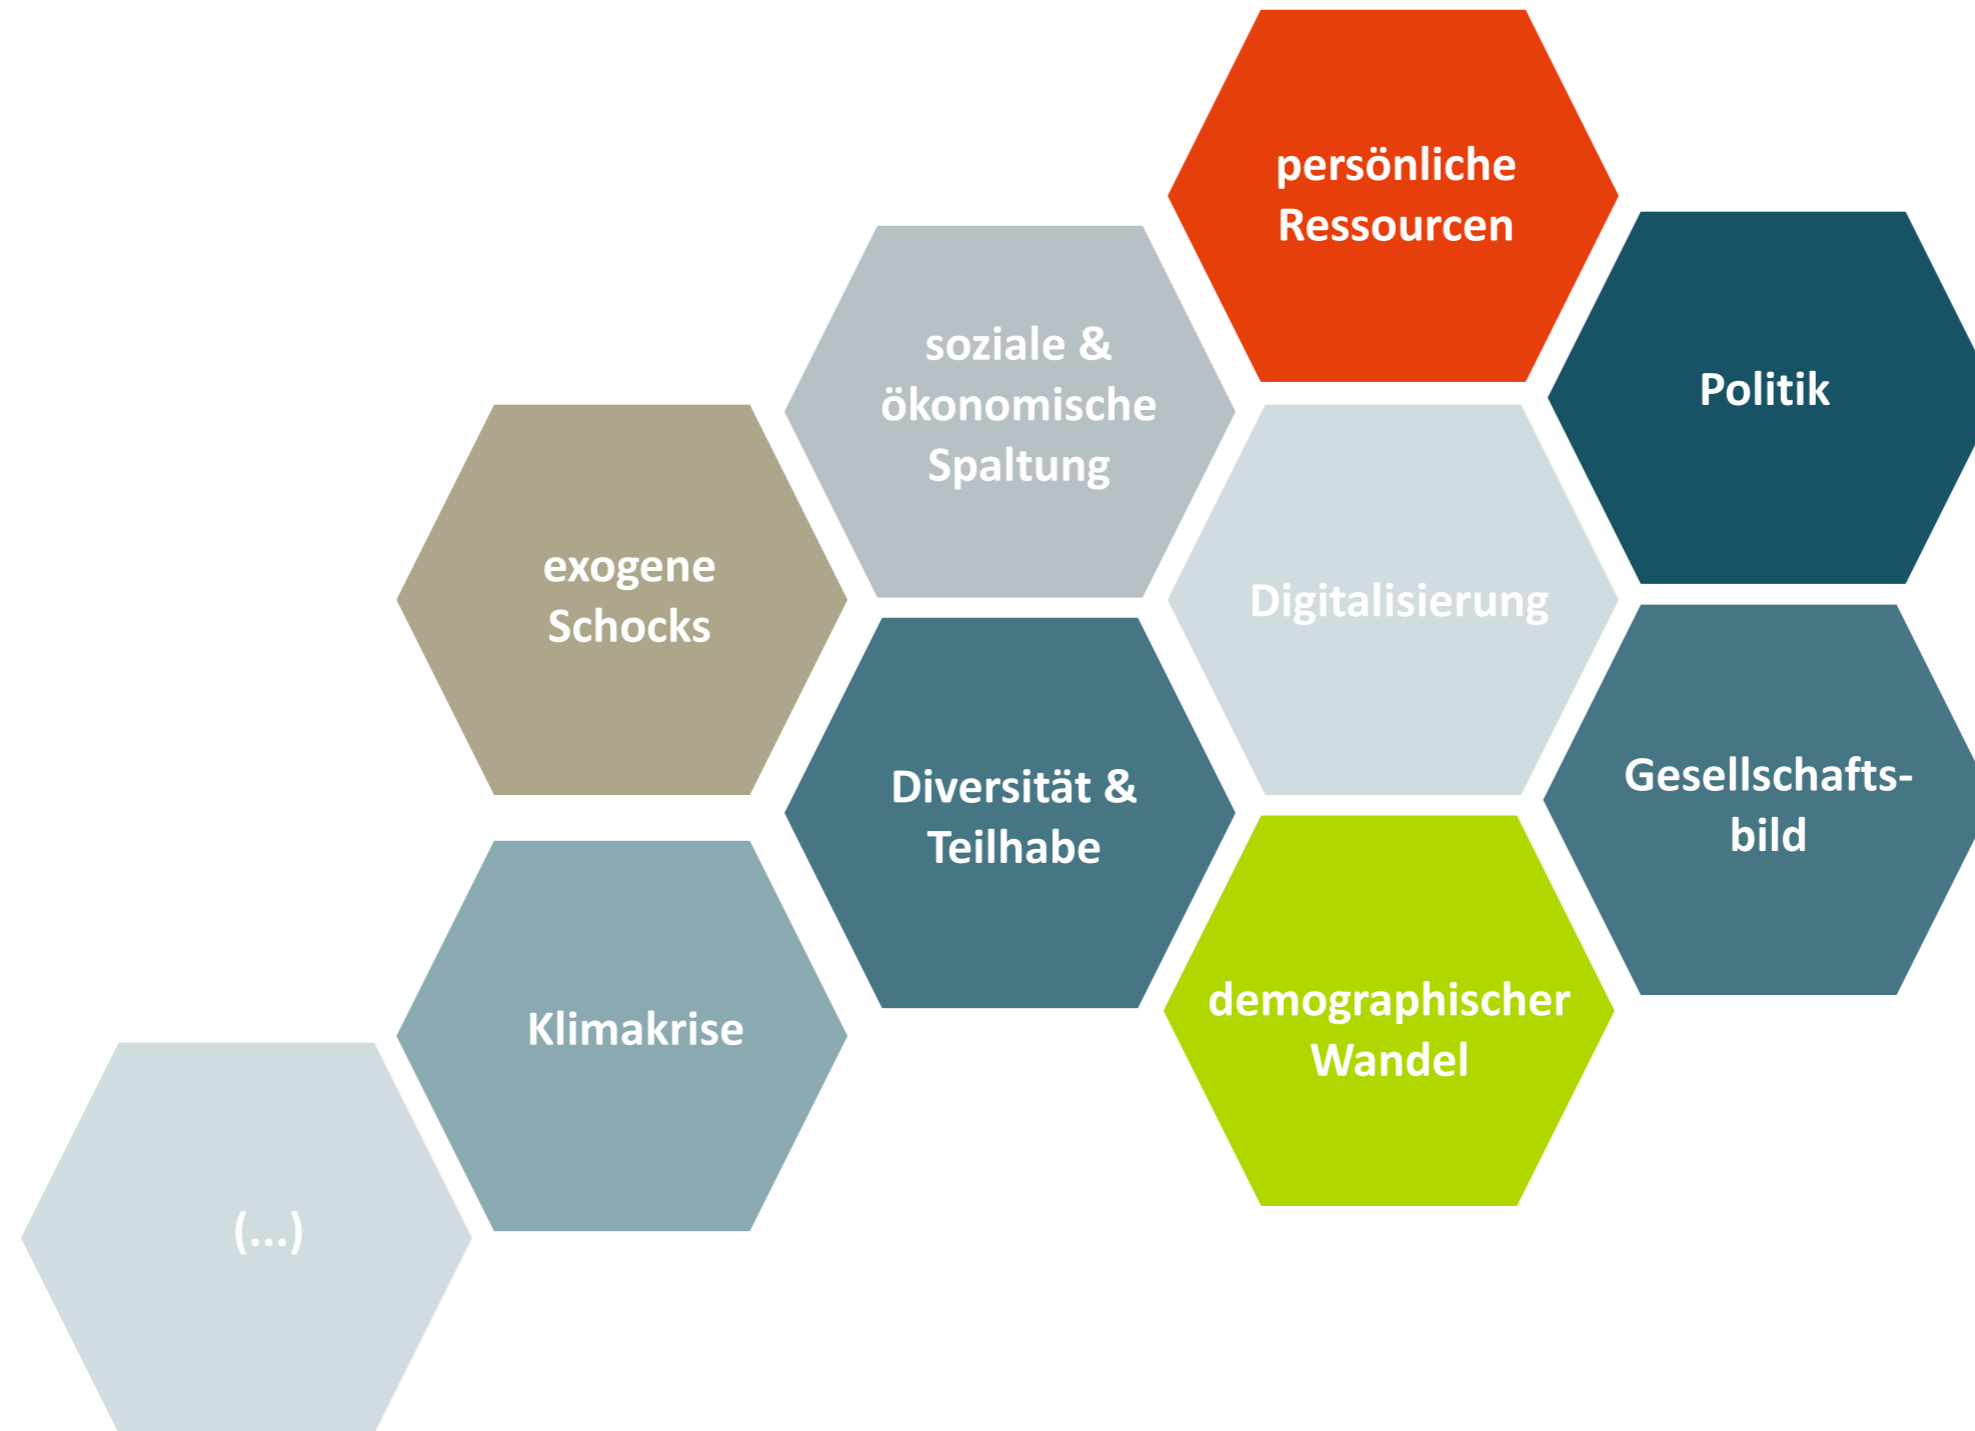 persönliche
Ressourcen
soziale &
ökonomische
Spaltung
Politik
exogene
Schocks
Digitalisierung
Diversität &
Teilhabe
Gesellschafts-
bild
Klimakrise
demographischer
Wandel
(...)